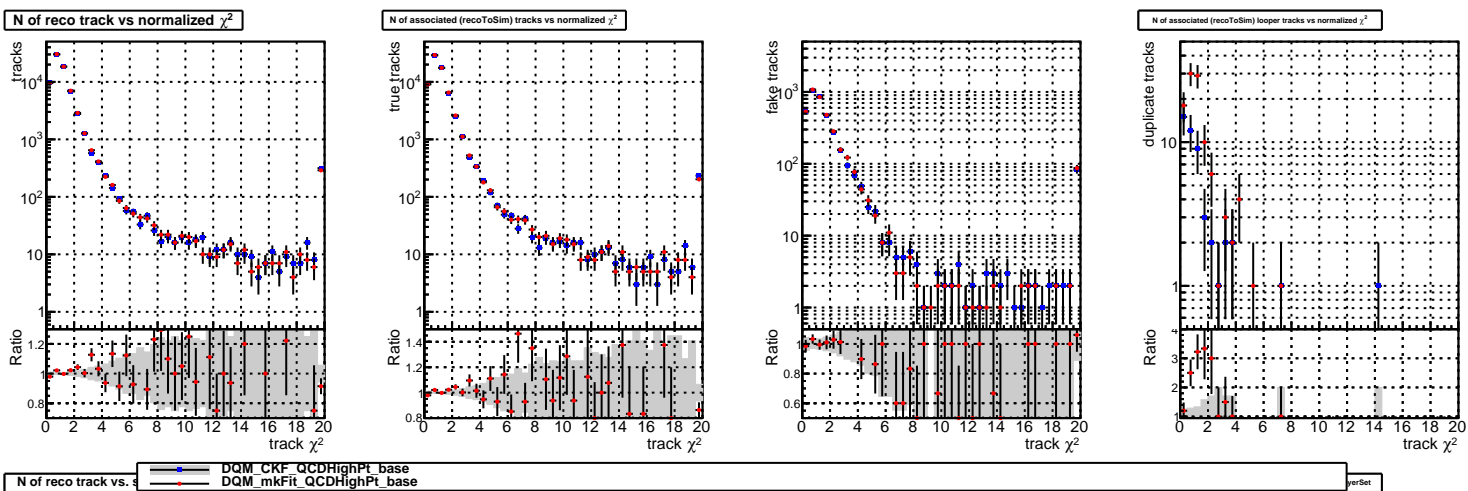 N of reco track vs normalized χ²
N of associated (recoToSim) tracks vs normalized χ²
N of associated (recoToSim) looper tracks vs normalized χ²
tracks
10⁴
10³
10²
10
1
Ratio
1.2
1
0.8
0 2 4 6 8 10 12 14 16 18 20
track χ²
true tracks
10⁴
10³
10²
10
1
Ratio
1.4
1.2
1
0.8
0 2 4 6 8 10 12 14 16 18 20
track χ²
fake tracks
10³
10²
10
1
Ratio
1
0.8
0.6
0 2 4 6 8 10 12 14 16 18 20
track χ²
duplicate tracks
10
1
Ratio
4
3
2
1
0 2 4 6 8 10 12 14 16 18 20
track χ²
DQM_CKF_QCDHighPt_base
DQM_mkFit_QCDHighPt_base
N of reco track vs. s
yerSet